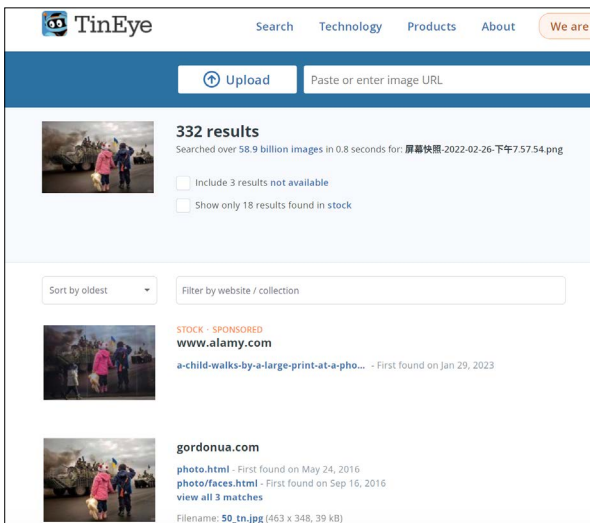 TinEye
Search Technology Products About We are
Upload Paste or enter image URL
332 results
Searched over 58.9 billion images in 0.8 seconds for: 屏幕快照-2022-02-26-下午7.57.54.png
Include 3 results not available
Show only 18 results found in stock
Sort by oldest Filter by website / collection
STOCK · SPONSORED
www.alamy.com
a-child-walks-by-a-large-print-at-a-pho... - First found on Jan 29, 2023
gordonua.com
photo.html - First found on May 24, 2016
photo/faces.html - First found on Sep 16, 2016
view all 3 matches
Filename: 50_tn.jpg (463 x 348, 39 kB)